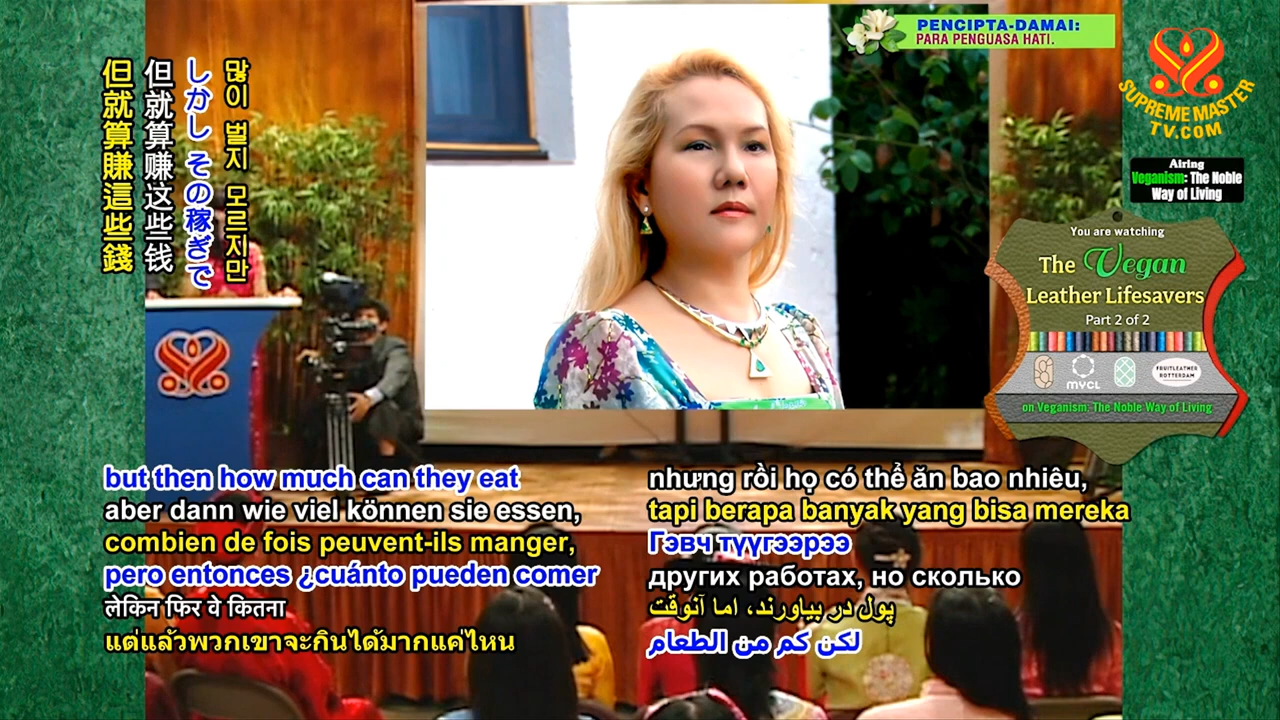 PENCIPTA-DAMAI:
PARA PENGUASA HATI.
SUPREME MASTER
TV.COM
Airing
Veganism: The Noble
Way of Living
You are watching
The Vegan
Leather Lifesavers
Part 2 of 2
MYCL
FRUITLEATHER
ROTTERDAM
on Veganism: The Noble Way of Living
但就算賺這些錢
但就算赚这些钱
しかし その稼ぎで
많이 벌지 모르지만
but then how much can they eat
aber dann wie viel können sie essen,
combien de fois peuvent-ils manger,
pero entonces ¿cuánto pueden comer
लेकिन फिर वे कितना
แต่แล้วพวกเขาจะกินได้มากแค่ไหน
nhưng rồi họ có thể ăn bao nhiêu,
tapi berapa banyak yang bisa mereka
Гэвч түүгээрээ
других работах, но сколько
پول در بیاورند، اما آنوقت
لكن كم من الطعام